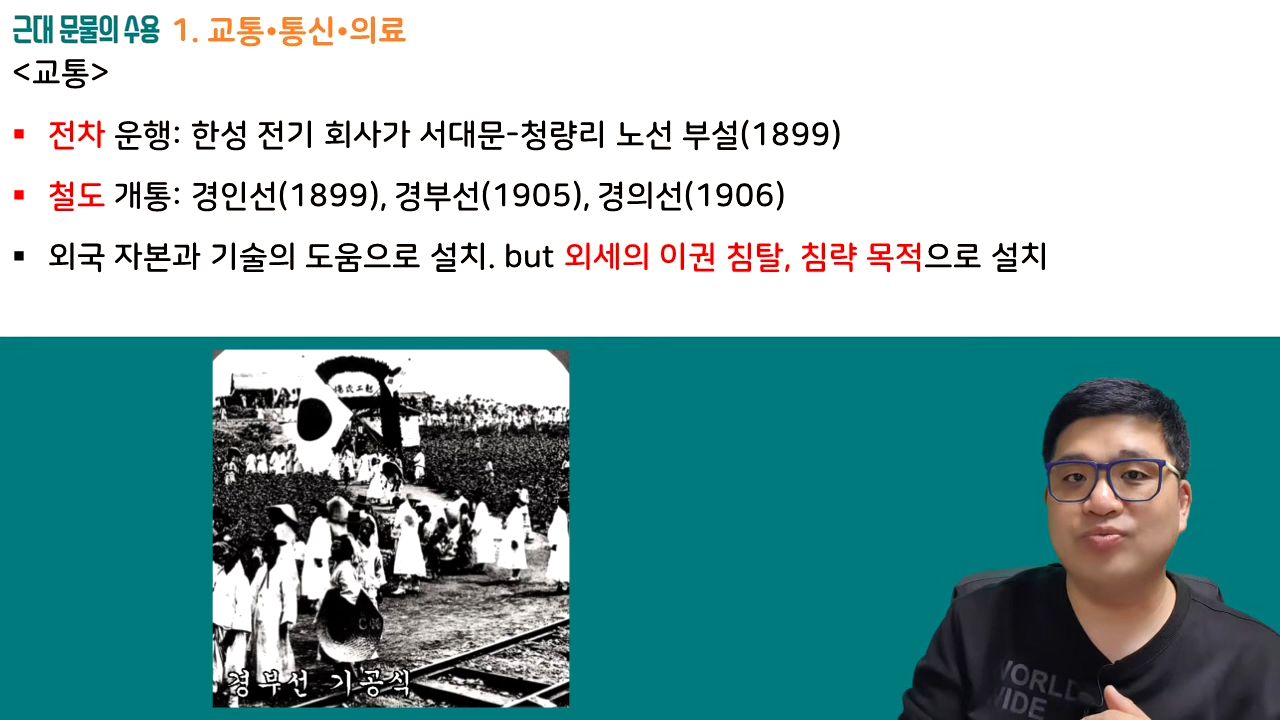 근대 문물의 수용 1. 교통•통신•의료
<교통>
▪ 전차 운행: 한성 전기 회사가 서대문-청량리 노선 부설(1899)
▪ 철도 개통: 경인선(1899), 경부선(1905), 경의선(1906)
▪ 외국 자본과 기술의 도움으로 설치. but 외세의 이권 침탈, 침략 목적으로 설치
경부선 기공식
WORLD
WIDE